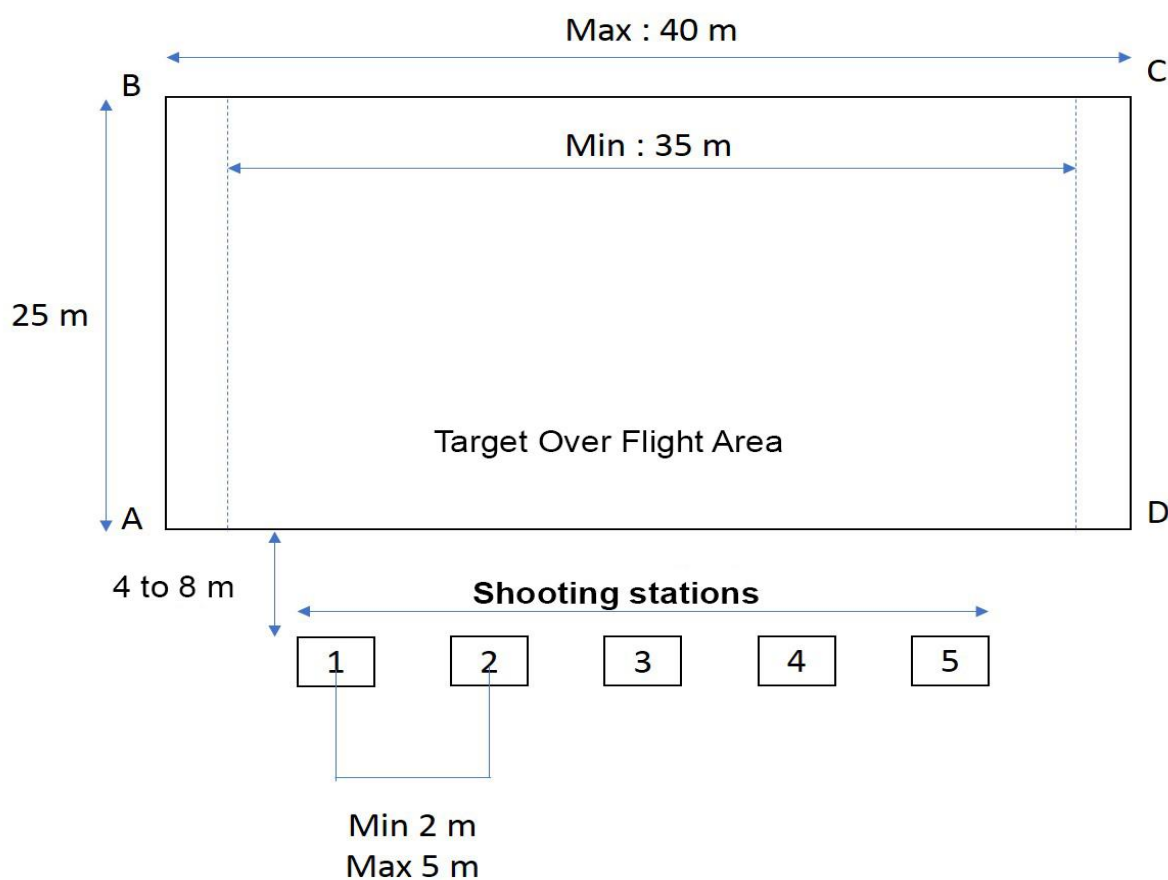 Max : 40 m
B
C
Min : 35 m
25 m
Target Over Flight Area
A
D
4 to 8 m
Shooting stations
1
2
3
4
5
Min 2 m
Max 5 m